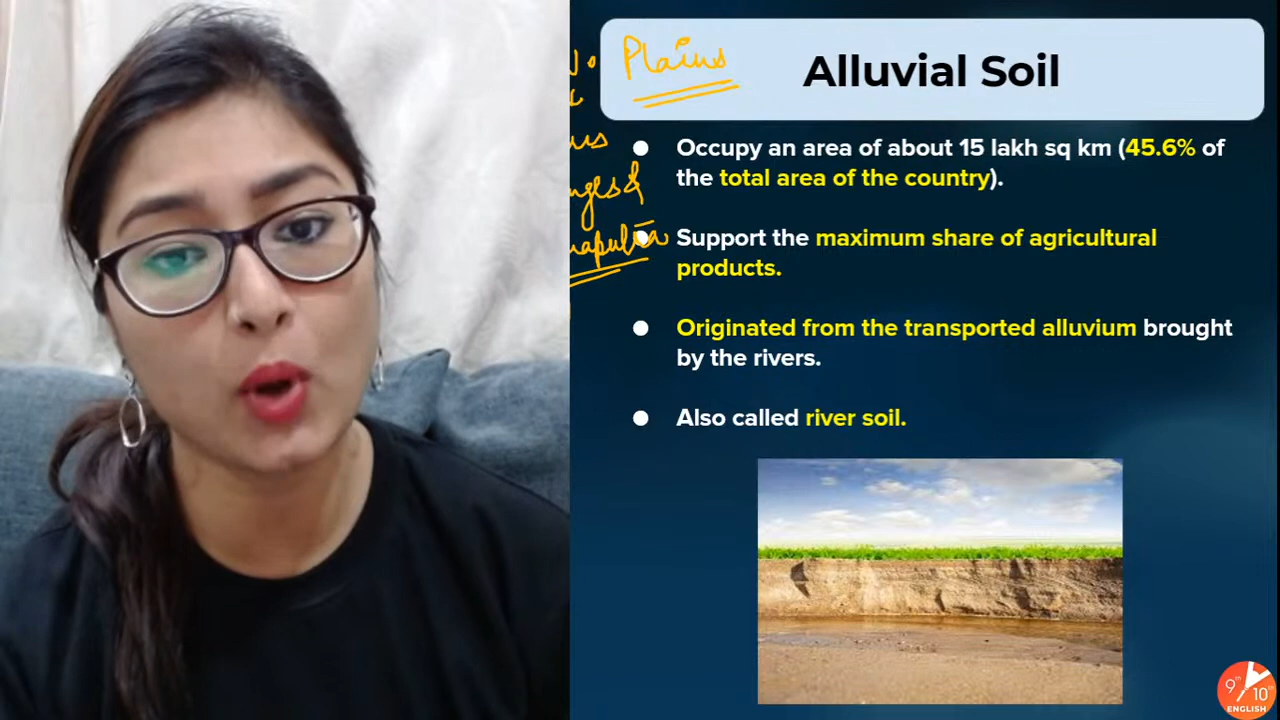 Plains
Alluvial Soil
Occupy an area of about 15 lakh sq km (45.6% of
the total area of the country).
Support the maximum share of agricultural
products.
Originated from the transported alluvium brought
by the rivers.
Also called river soil.
9th 10th
ENGLISH